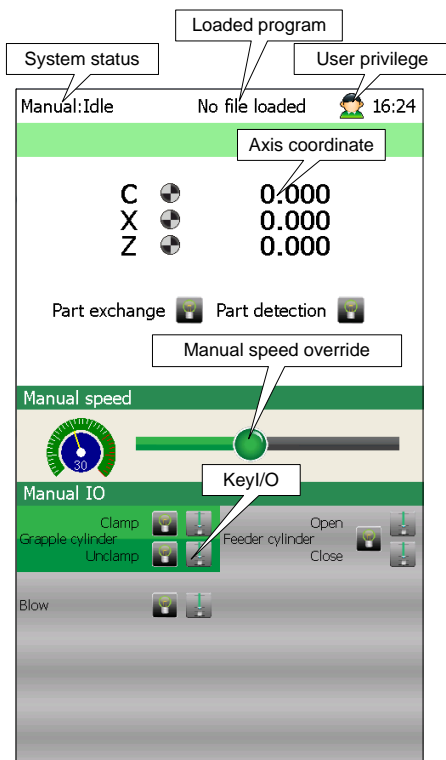 Loaded program
System status
User privilege
Manual:Idle No file loaded 16:24
Axis coordinate
C 0.000
X 0.000
Z 0.000
Part exchange Part detection
Manual speed override
Manual speed
30
KeyI/O
Manual IO
Clamp Open
Grapple cylinder Feeder cylinder
Unclamp Close
Blow